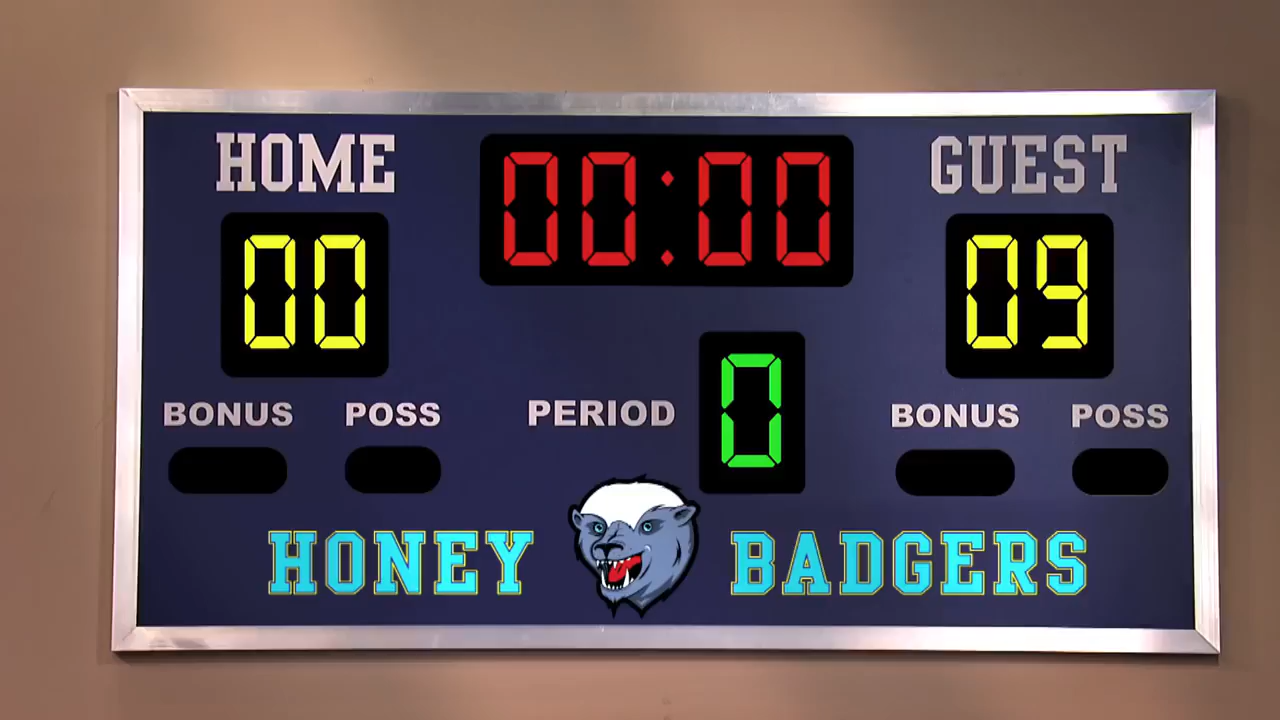 HOME 00:00 GUEST
00 09
BONUS POSS PERIOD 0 BONUS POSS
HONEY BADGERS